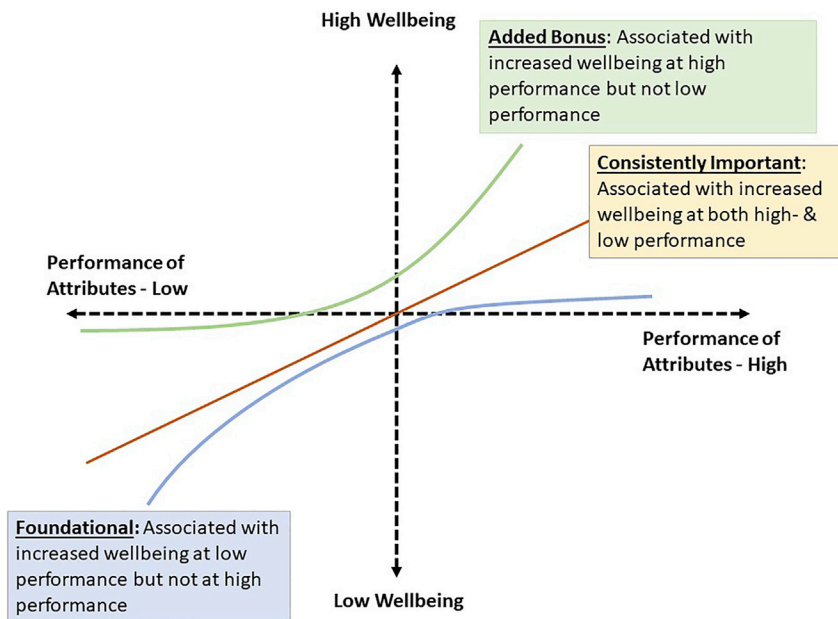 High Wellbeing
Added Bonus: Associated with
increased wellbeing at high
performance but not low
performance
Consistently Important:
Associated with increased
wellbeing at both high- &
low performance
Performance of
Attributes - Low
Performance of
Attributes - High
Foundational: Associated with
increased wellbeing at low
performance but not at high
performance
Low Wellbeing